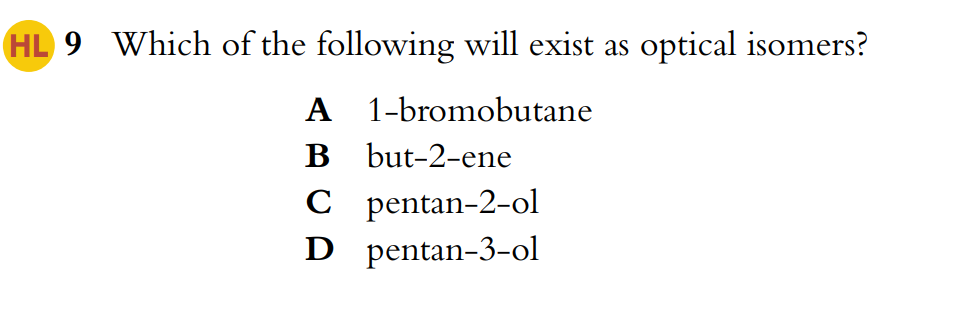 HL 9 Which of the following will exist as optical isomers?
A 1-bromobutane
B but-2-ene
C pentan-2-ol
D pentan-3-ol